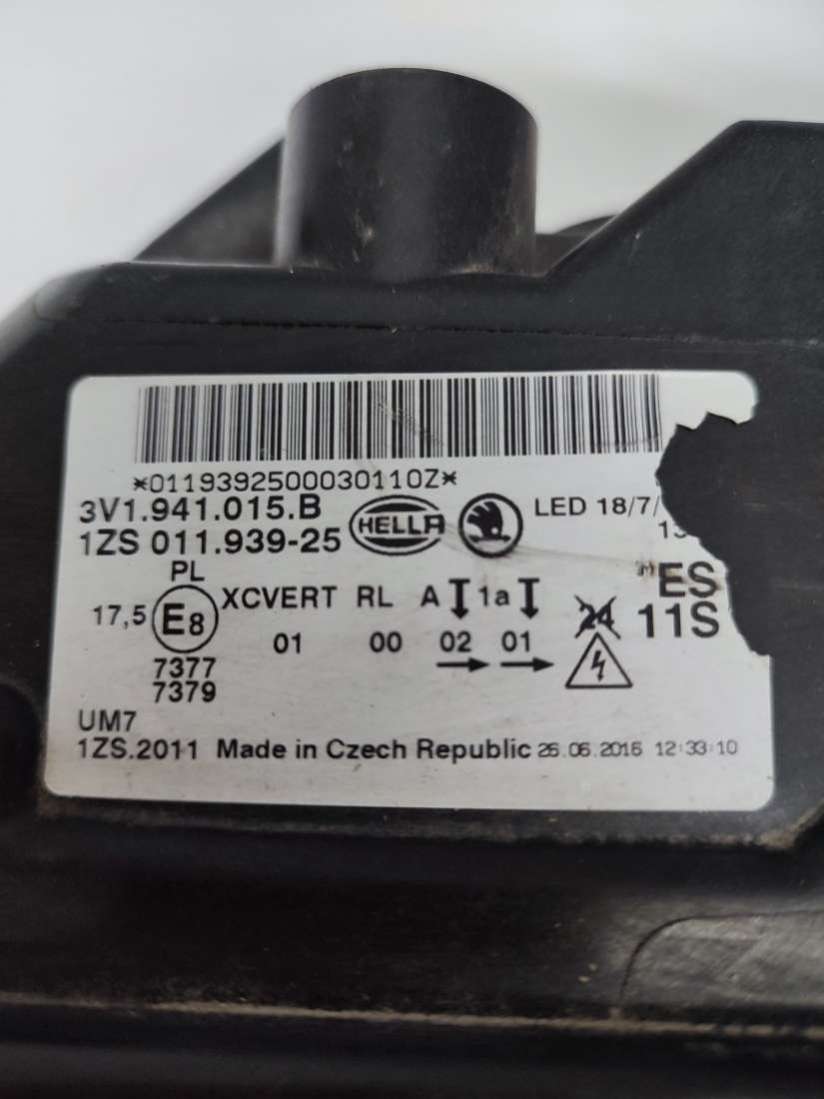 *0119392500030110Z*
3V1.941.015.B
1ZS 011.939-25
HELLA
LED 18/7/
PL
17,5 E8 XCVERT RL A 1a
01 00 02 01
24
ES
11S
7377
7379
UM7
1ZS.2011 Made in Czech Republic 26.06.2016 12:33:10